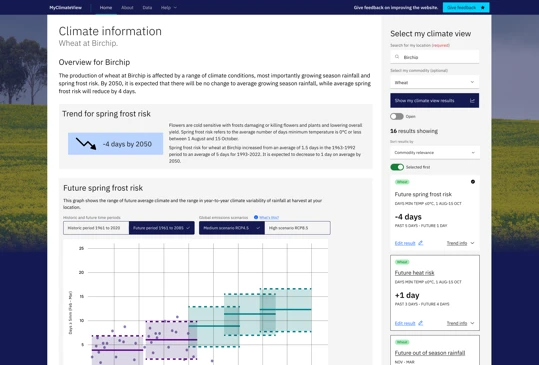 MyClimateView
Home
About
Data
Help
Give feedback on improving the website.
Give feedback
Climate information
Wheat at Birchip.
Overview for Birchip
The production of wheat at Birchip is affected by a range of climate conditions, most importantly growing season rainfall and
spring frost risk. By 2050, it is expected that there will be no change to average growing season rainfall, while average spring
frost risk will reduce by 4 days.
Trend for spring frost risk
-4 days by 2050
Flowers are cold sensitive with frosts damaging or killing flowers and plants and lowering overall
yield. Spring frost risk refers to the average number of days minimum temperature is 0°C or less
between 1 August and 15 October.
Spring frost risk for wheat at Birchip increased from an average of 1.5 days in the 1963-1992
period to an average of 5 days for 1993-2022. It is expected to decrease to 1 day on average by
2050.
Future spring frost risk
This graph shows the range of future average climate and the range in year-to-year climate variability of rainfall at harvest at your
location.
Historic and future time periods
Global emissions scenarios
What's this?
Historic period 1961 to 2020
Future period 1961 to 2085
Medium scenario RCP4.5
High scenario RCP8.5
25
20
15
10
5
Select my climate view
Search for my location (required)
Birchip
Select my commodity (optional)
Wheat
Show my climate view results
Open
16 results showing
Sort results by
Commodity relevance
Selected first
Wheat
Future spring frost risk
DAYS MIN TEMP ≤0°C, 1 AUG-15 OCT
-4 days
PAST 5 DAYS - FUTURE 1 DAY
Edit result
Trend info
Wheat
Future heat risk
+1 day
PAST 3 DAYS - FUTURE 4 DAYS
Edit result
Trend info
Wheat
Future out of season rainfall
NOV - MAR